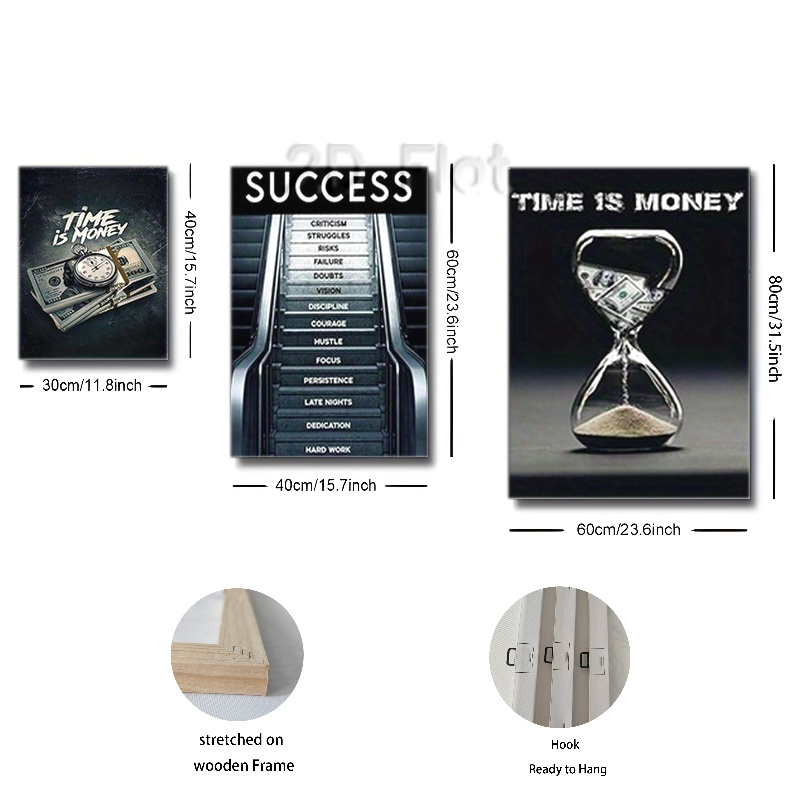 2D Flat
TIME
IS MONEY
40cm/15.7inch
30cm/11.8inch
SUCCESS
CRITICISM
STRUGGLES
RISKS
FAILURE
DOUBTS
VISION
DISCIPLINE
COURAGE
HUSTLE
FOCUS
PERSISTENCE
LATE NIGHTS
DEDICATION
HARD WORK
60cm/23.6inch
40cm/15.7inch
TIME IS MONEY
80cm/31.5inch
60cm/23.6inch
stretched on
wooden Frame
Hook
Ready to Hang